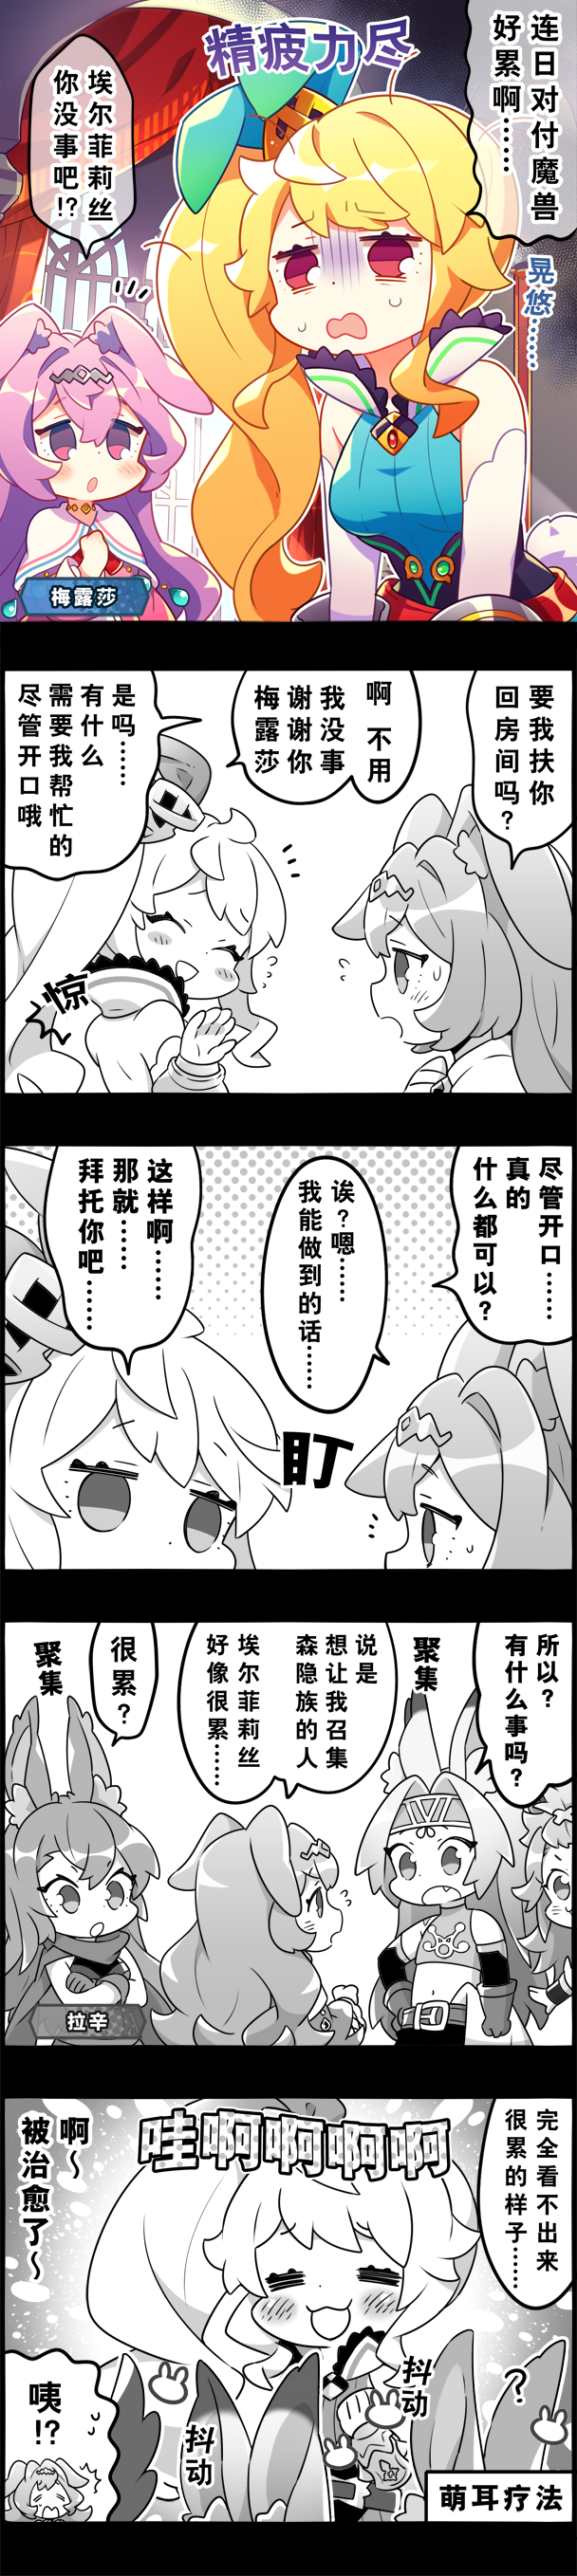 连日对付魔兽
好累啊……
精疲力尽
埃尔菲莉丝
你没事吧!?
晃悠……
梅露莎
要我扶你
回房间吗?
啊 不用
我没事
谢谢你
梅露莎
是吗……
有什么
需要我帮忙的
尽管开口哦
惊
尽管开口……
真的
什么都可以?
诶?嗯……
我能做到的话……
这样啊……
那就……
拜托你吧……
盯
所以?
有什么事吗?
聚集
说是
想让我召集
森隐族的人
埃尔菲莉丝
好像很累……
很累?
聚集
拉辛
完全看不出来
很累的样子……
哇啊啊啊啊
啊~
被治愈了~
抖动
?
抖动
咦
!?
萌耳疗法